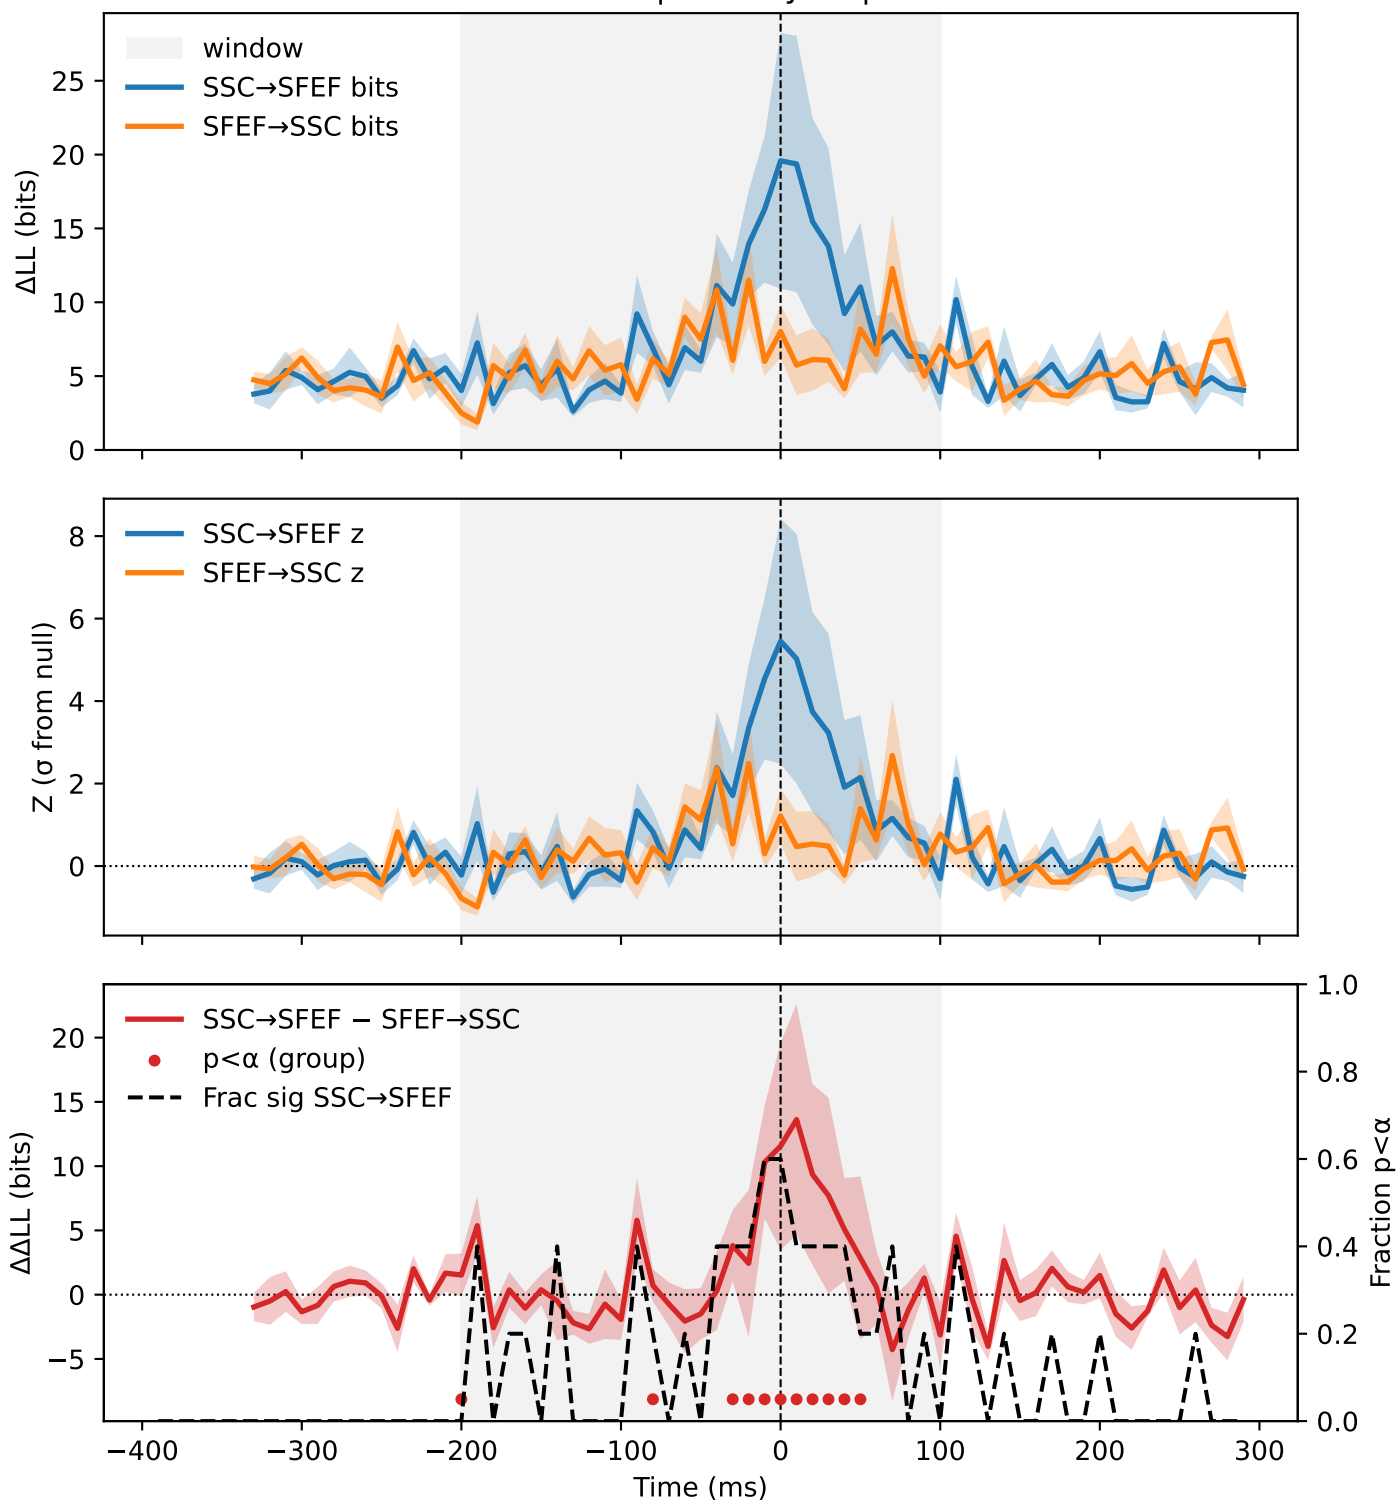 window
SSC→SFEF bits
SFEF→SSC bits
ΔLL (bits)
25
20
15
10
5
0
SSC→SFEF z
SFEF→SSC z
Z (σ from null)
8
6
4
2
0
SSC→SFEF − SFEF→SSC
p<α (group)
Frac sig SSC→SFEF
ΔΔLL (bits)
20
15
10
5
0
−5
1.0
0.8
0.6
0.4
0.2
0.0
Fraction p<α
−400 −300 −200 −100 0 100 200 300
Time (ms)